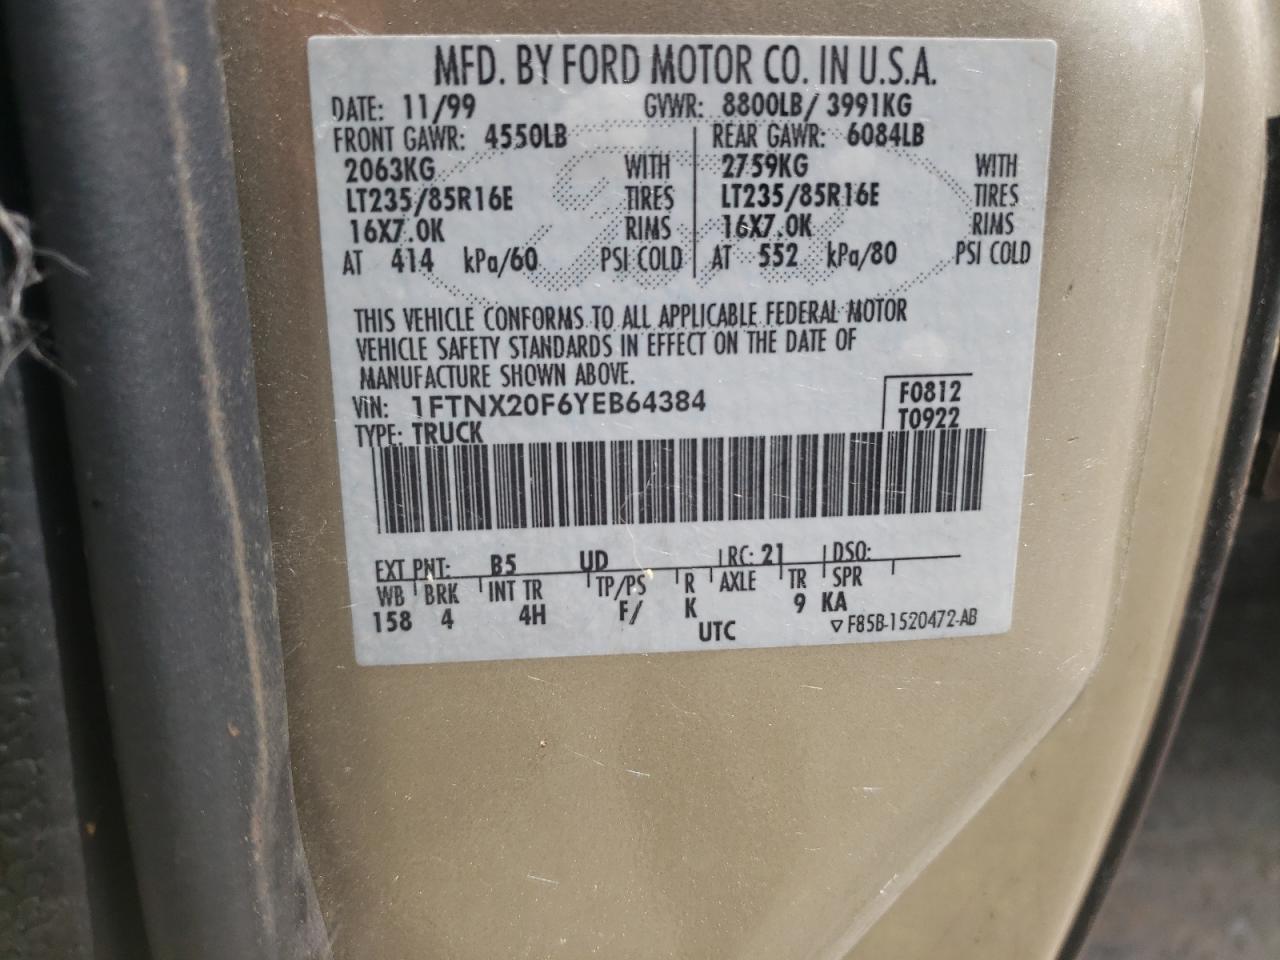 MFD. BY FORD MOTOR CO. IN U.S.A.
DATE: 11/99 GVWR: 8800LB/ 3991KG
FRONT GAWR: 4550LB REAR GAWR: 6084LB
2063KG WITH 2759KG WITH
LT235/85R16E TIRES LT235/85R16E TIRES
16X7.0K RIMS 16X7.0K RIMS
AT 414 kPa/60 PSI COLD AT 552 kPa/80 PSI COLD
THIS VEHICLE CONFORMS TO ALL APPLICABLE FEDERAL MOTOR
VEHICLE SAFETY STANDARDS IN EFFECT ON THE DATE OF
MANUFACTURE SHOWN ABOVE.
VIN: 1FTNX20F6YEB64384 F0812
TYPE: TRUCK T0922
EXT PNT: B5 UD RC: 21 DSO:
WB BRK INT TR TP/PS R AXLE TR SPR
158 4 4H F/ K 9 KA
UTC ▽F85B-1520472-AB